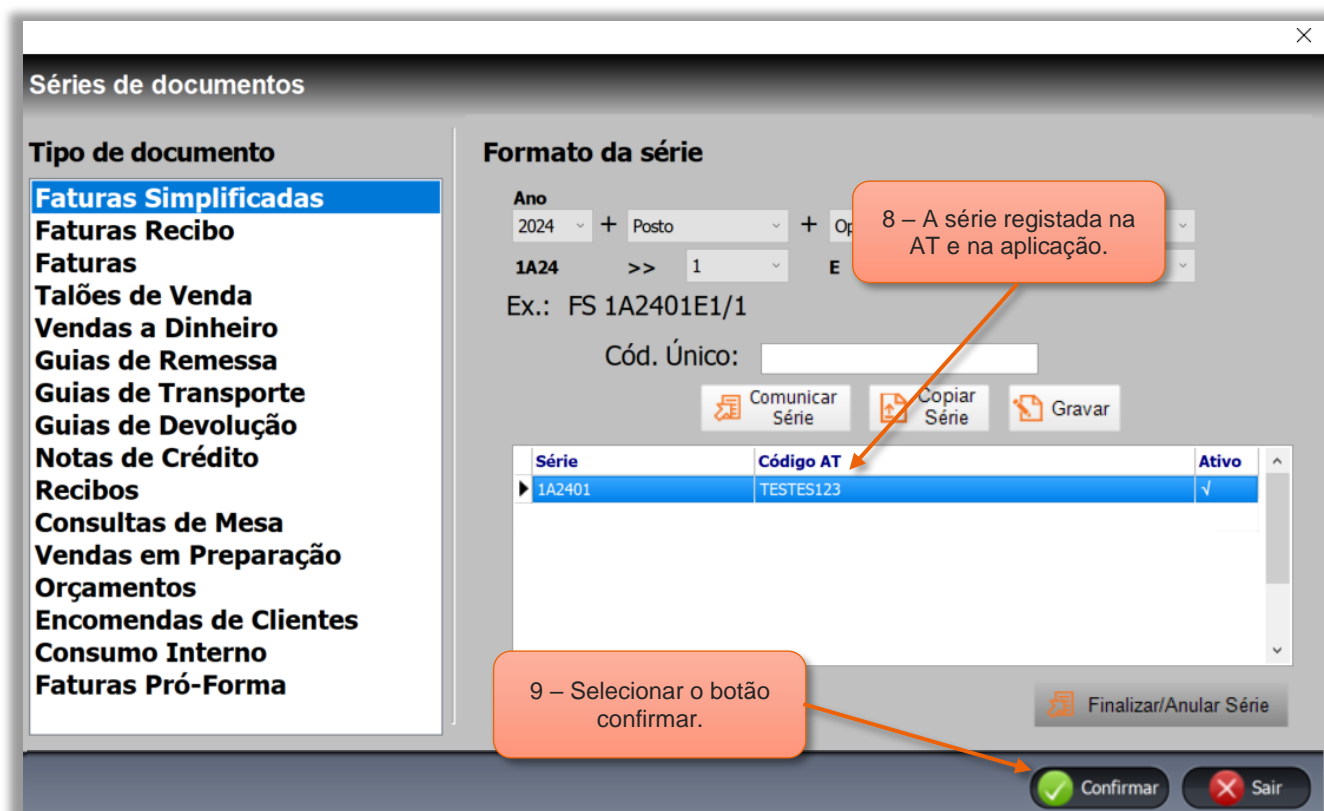 Séries de documentos
Tipo de documento
Faturas Simplificadas
Faturas Recibo
Faturas
Talões de Venda
Vendas a Dinheiro
Guias de Remessa
Guias de Transporte
Guias de Devolução
Notas de Crédito
Recibos
Consultas de Mesa
Vendas em Preparação
Orçamentos
Encomendas de Clientes
Consumo Interno
Faturas Pró-Forma
Formato da série
Ano
2024 + Posto +
8 – A série registada na
AT e na aplicação.
1A24 >> 1 E
Ex.: FS 1A2401E1/1
Cód. Único:
Comunicar
Série
Copiar
Série
Gravar
Série Código AT Ativo
1A2401 TESTES123 √
9 – Selecionar o botão
confirmar.
Finalizar/Anular Série
Confirmar Sair